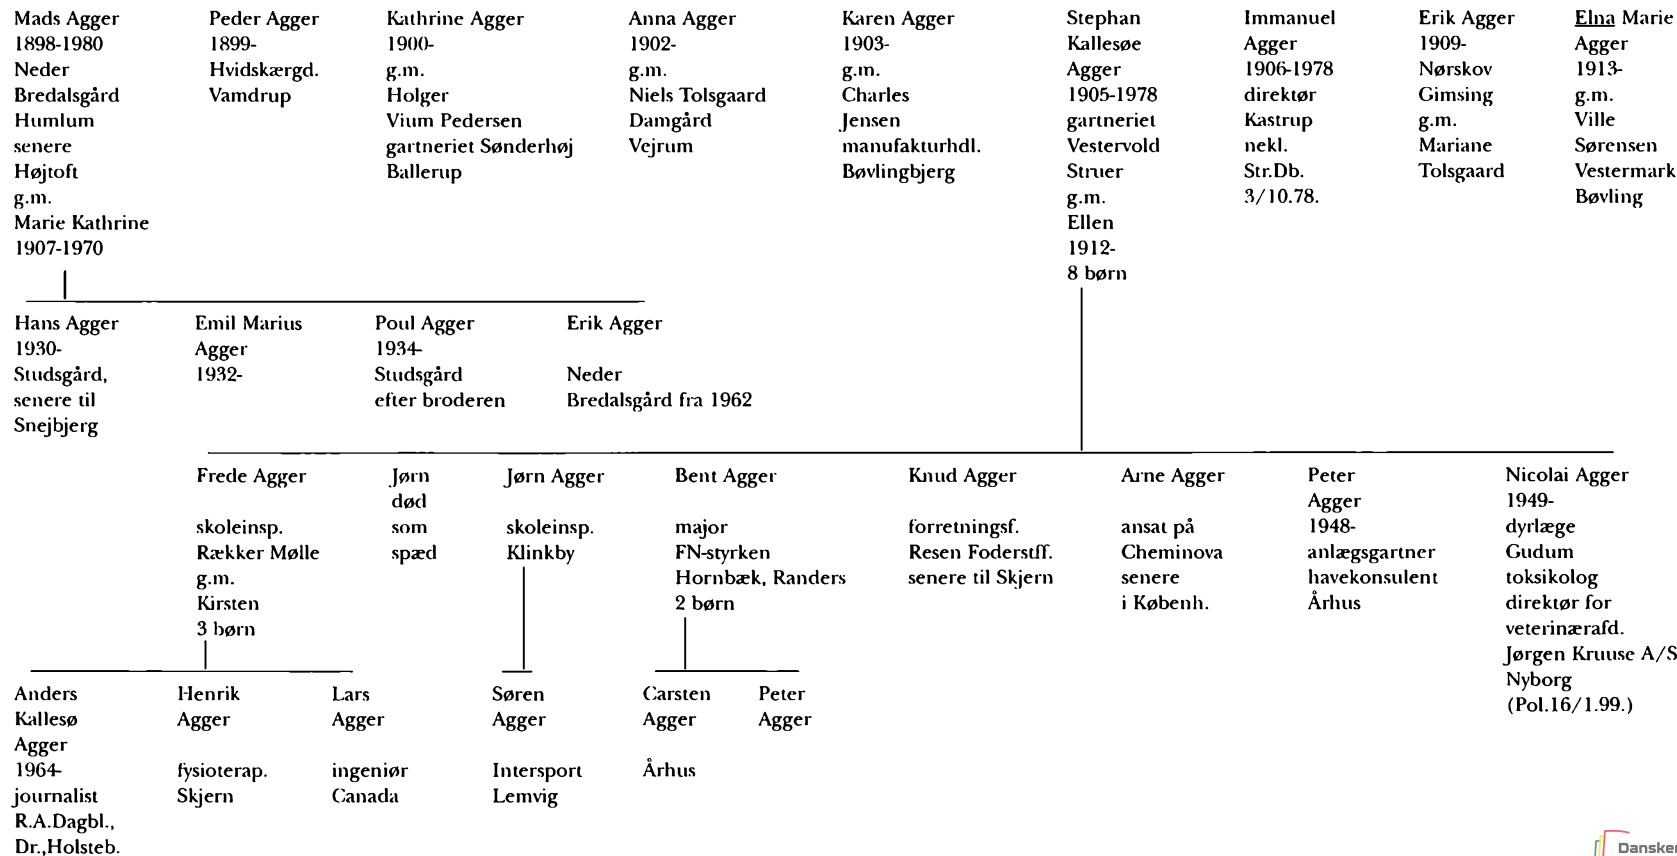 Mads Agger
1898-1980
Neder
Bredalsgård
Humlum
senere
Højtoft
g.m.
Marie Kathrine
1907-1970
Peder Agger
1899-
Hvidskærgd.
Vamdrup
Kathrine Agger
1900-
g.m.
Holger
Vium Pedersen
gartneriet Sønderhøj
Ballerup
Anna Agger
1902-
g.m.
Niels Tolsgaard
Damgård
Vejrum
Karen Agger
1903-
g.m.
Charles
Jensen
manufakturhdl.
Bøvlingbjerg
Stephan
Kallesøe
Agger
1905-1978
gartneriet
Vestervold
Struer
g.m.
Ellen
1912-
8 børn
Immanuel
Agger
1906-1978
direktør
Kastrup
nekl.
Str.Db.
3/10.78.
Erik Agger
1909-
Nørskov
Gimsing
g.m.
Mariane
Tolsgaard
Elna Marie
Agger
1913-
g.m.
Ville
Sørensen
Vestermark
Bøvling
Hans Agger
1930-
Studsgård,
senere til
Snejbjerg
Emil Marius
Agger
1932-
Poul Agger
1934-
Studsgård
efter broderen
Erik Agger
Neder
Bredalsgård fra 1962
Frede Agger
skoleinsp.
Rækker Mølle
g.m.
Kirsten
3 børn
Jørn
død
som
spæd
Jørn Agger
skoleinsp.
Klinkby
Bent Agger
major
FN-styrken
Hornbæk, Randers
2 børn
Knud Agger
forretningsf.
Resen Foderstff.
senere til Skjern
Arne Agger
ansat på
Cheminova
senere
i Københ.
Peter
Agger
1948-
anlægsgartner
havekonsulent
Århus
Nicolai Agger
1949-
dyrlæge
Gudum
toksikolog
direktør for
veterinærafd.
Jørgen Kruuse A/S
Nyborg
(Pol.16/1.99.)
Anders
Kallesø
Agger
1964-
journalist
R.A.Dagbl.,
Dr.,Holsteb.
Henrik
Agger
fysioterap.
Skjern
Lars
Agger
ingeniør
Canada
Søren
Agger
Intersport
Lemvig
Carsten
Agger
Århus
Peter
Agger